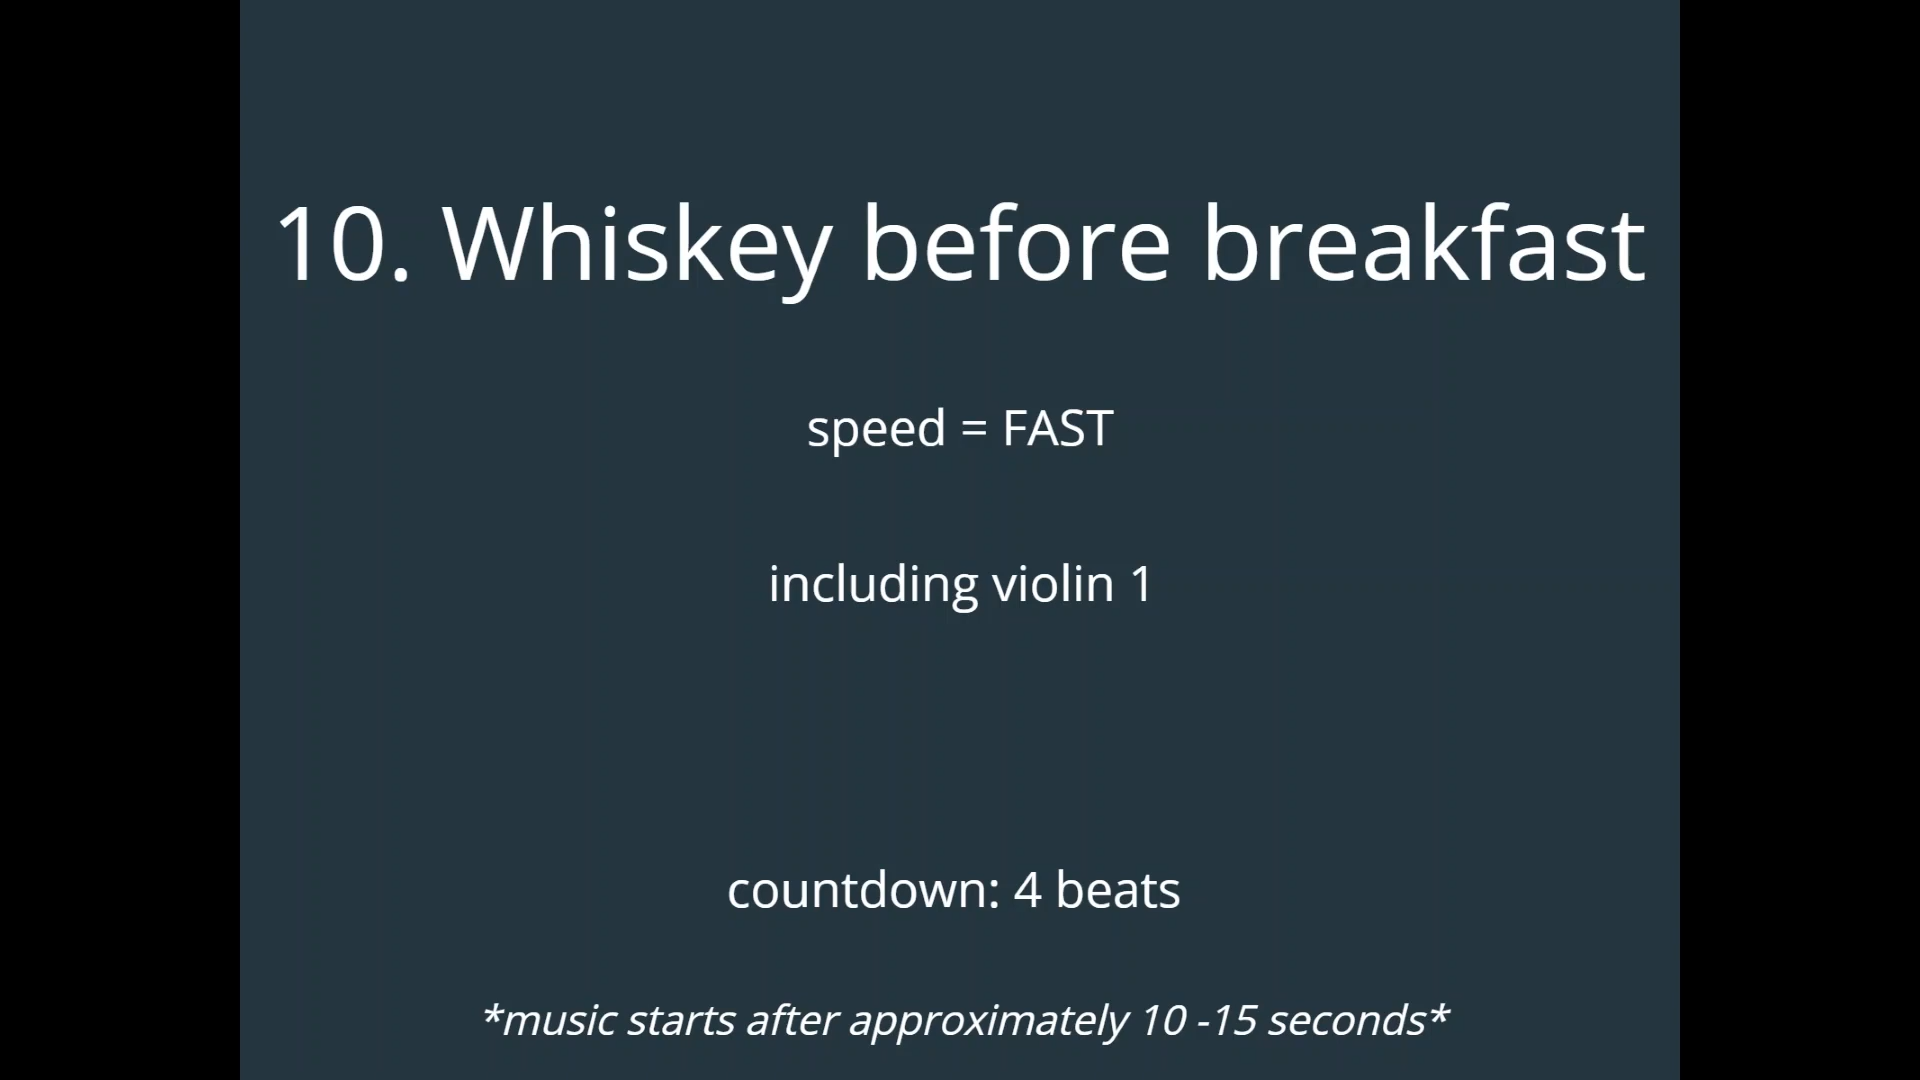 10. Whiskey before breakfast
speed = FAST
including violin 1
countdown: 4 beats
*music starts after approximately 10 -15 seconds*